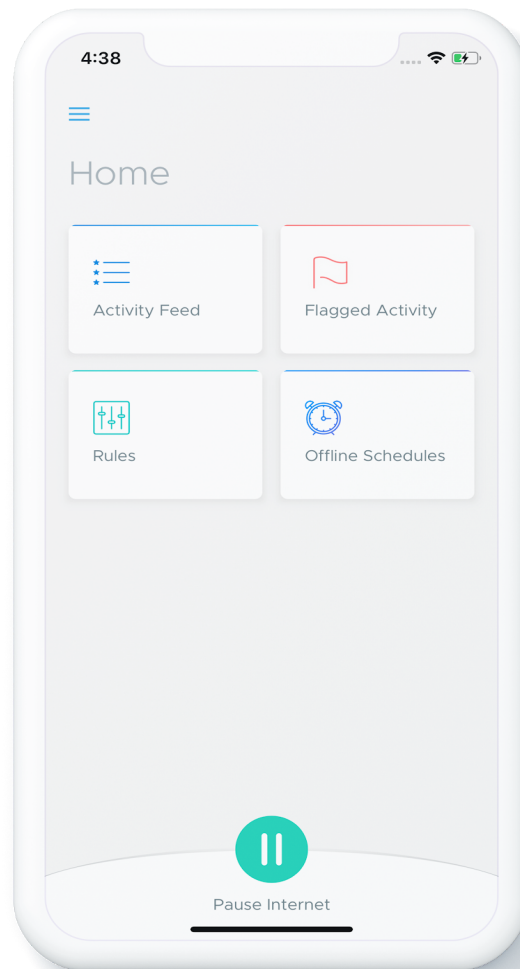 4:38
Home
Activity Feed
Flagged Activity
Rules
Offline Schedules
Pause Internet